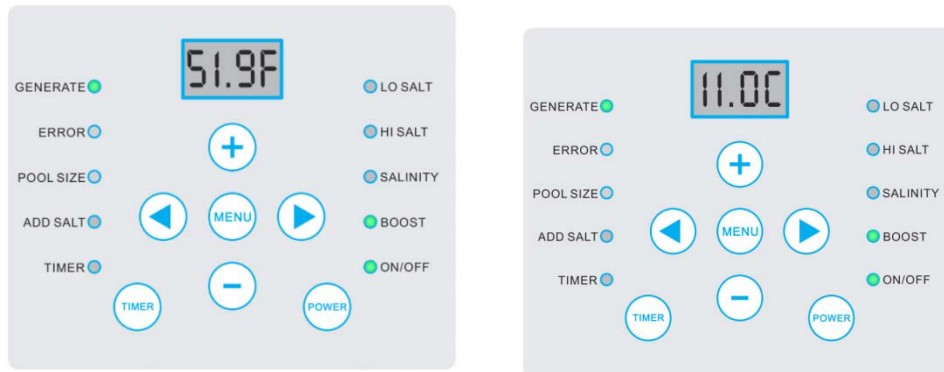 51.9F
GENERATE
LO SALT
ERROR
HI SALT
POOL SIZE
SALINITY
MENU
ADD SALT
BOOST
TIMER
ON/OFF
TIMER
POWER
11.0C
GENERATE
LO SALT
ERROR
HI SALT
POOL SIZE
SALINITY
MENU
ADD SALT
BOOST
TIMER
ON/OFF
TIMER
POWER